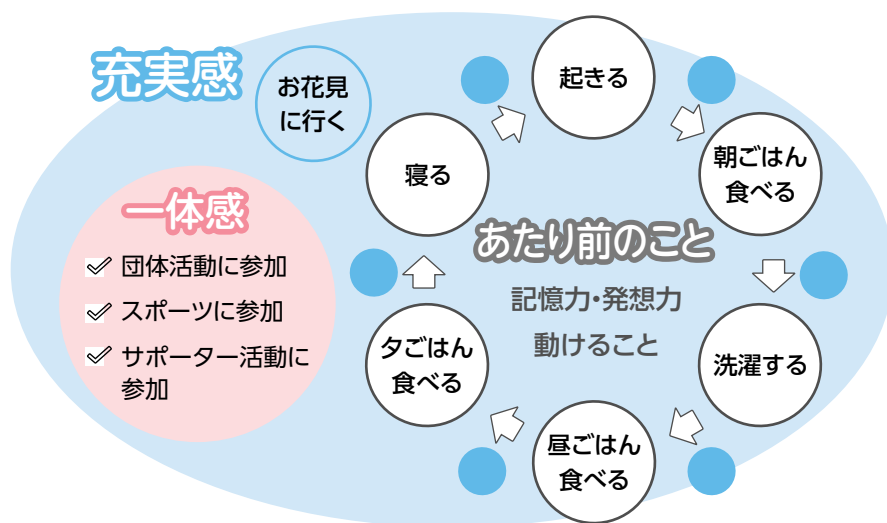 充実感
お花見
に行く
起きる
朝ごはん
食べる
洗濯する
昼ごはん
食べる
夕ごはん
食べる
寝る
あたり前のこと
記憶力・発想力
動けること
一体感
団体活動に参加
スポーツに参加
サポーター活動に
参加